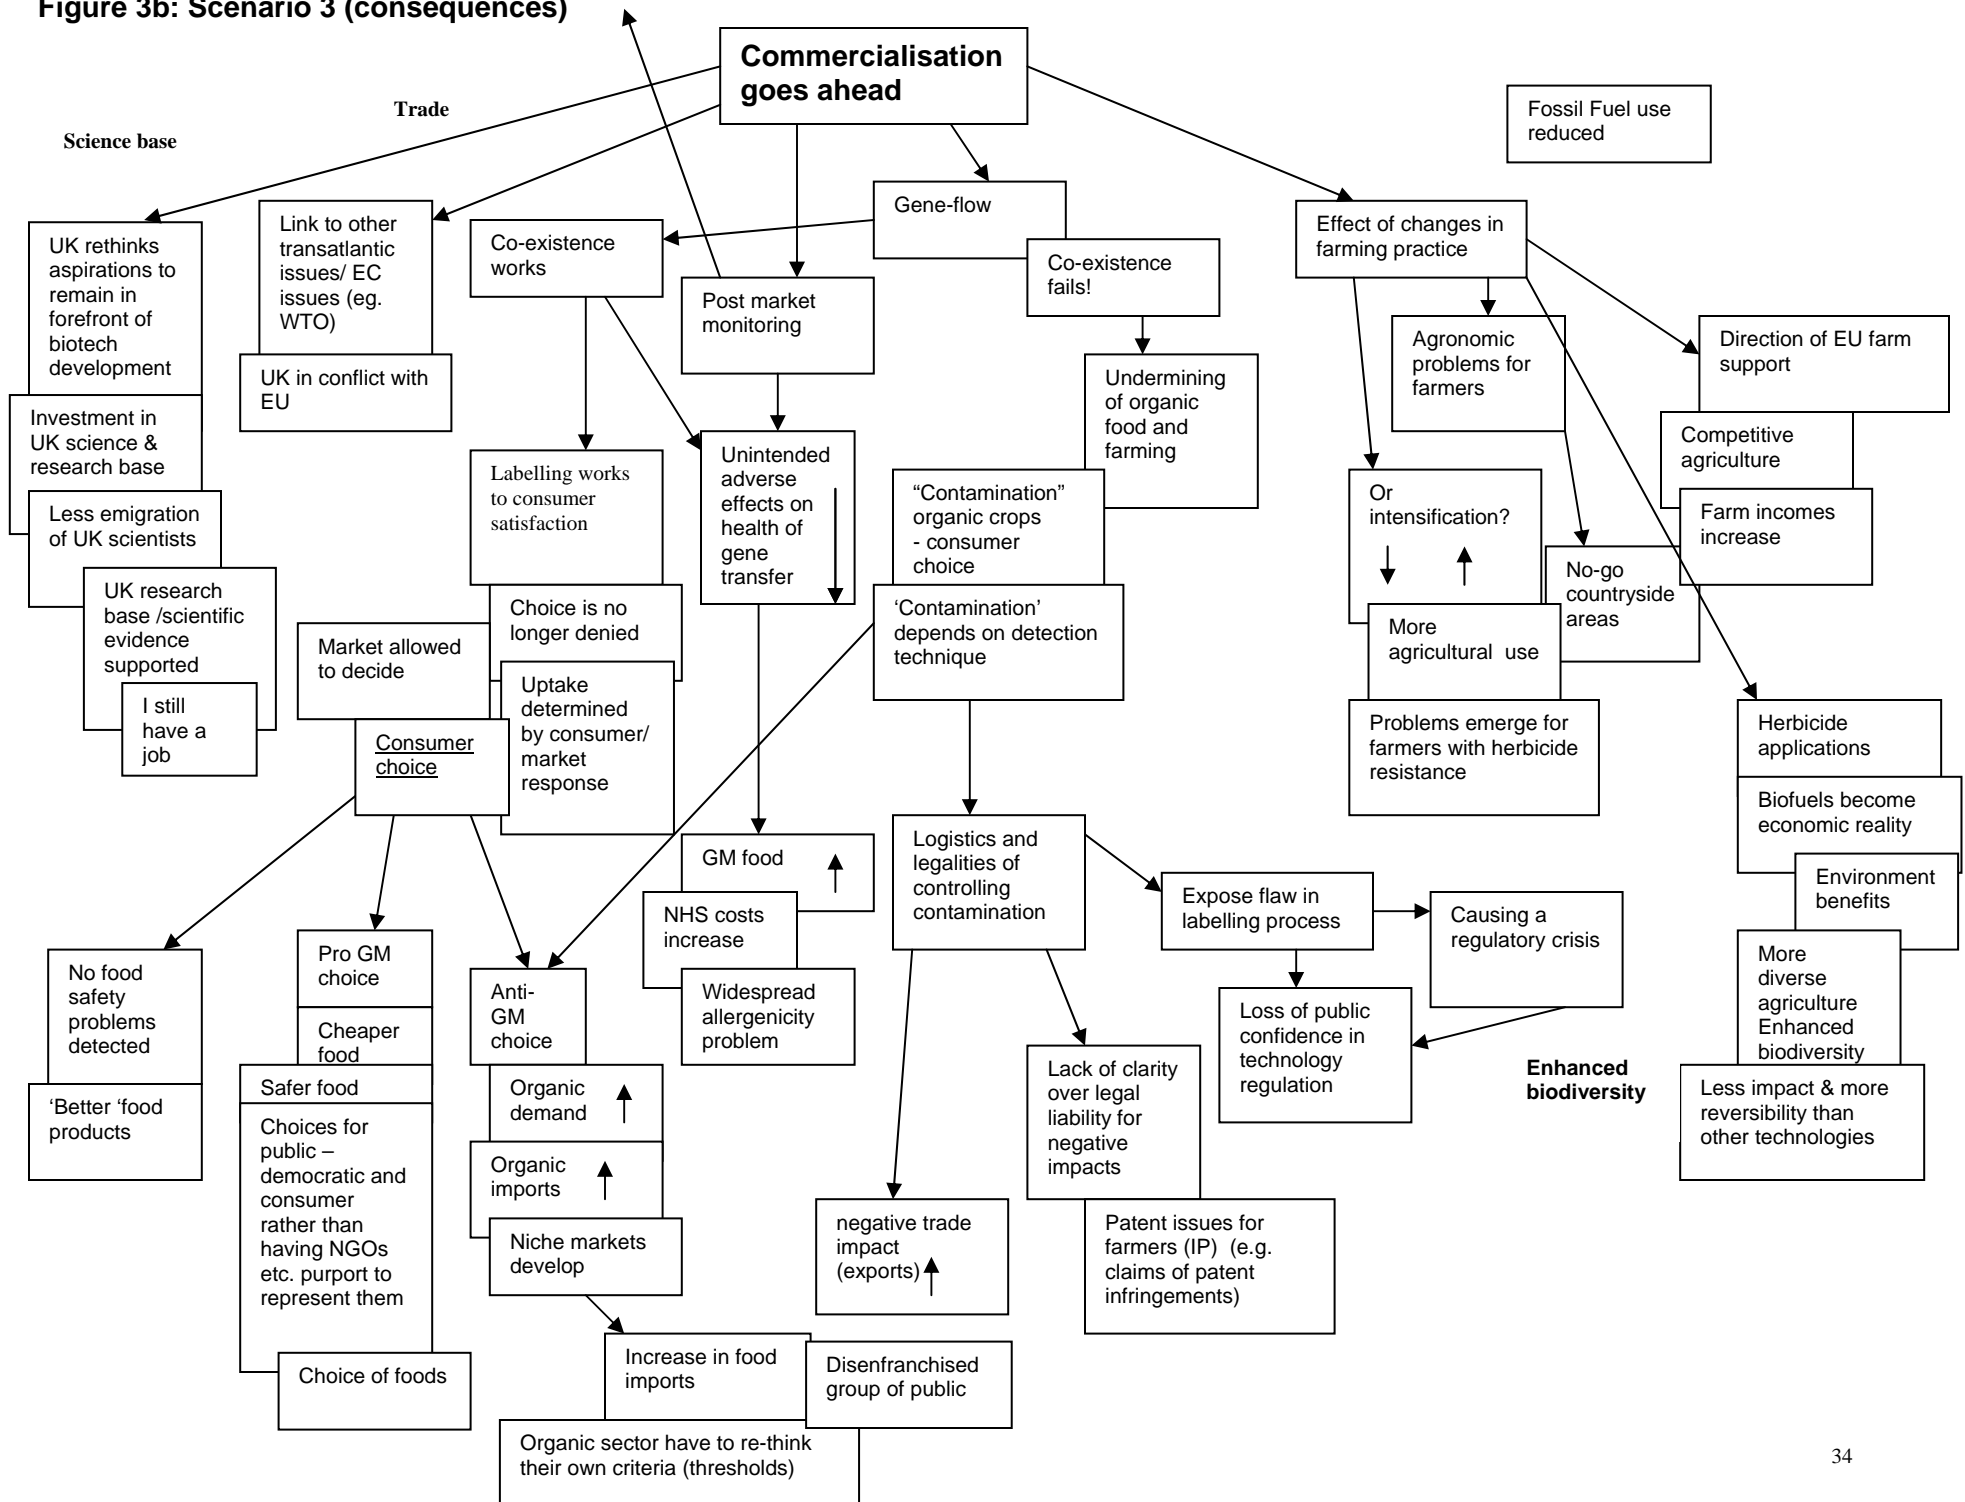 Figure 3b: Scenario 3 (consequences)
Commercialisation
goes ahead
Trade
Science base
Fossil Fuel use
reduced
UK rethinks
aspirations to
remain in
forefront of
biotech
development
Investment in
UK science &
research base
Less emigration
of UK scientists
UK research
base /scientific
evidence
supported
I still
have a
job
Link to other
transatlantic
issues/ EC
issues (eg.
WTO)
UK in conflict with
EU
Co-existence
works
Gene-flow
Co-existence
fails!
Post market
monitoring
Effect of changes in
farming practice
Undermining
of organic
food and
farming
Agronomic
problems for
farmers
Direction of EU farm
support
Competitive
agriculture
Farm incomes
increase
Labelling works
to consumer
satisfaction
Unintended
adverse
effects on
health of
gene
transfer
“Contamination”
organic crops
- consumer
choice
‘Contamination’
depends on detection
technique
Or
intensification?
No-go
countryside
areas
More
agricultural use
Problems emerge for
farmers with herbicide
resistance
Choice is no
longer denied
Market allowed
to decide
Uptake
determined
by consumer/
market
response
Consumer
choice
Herbicide
applications
Biofuels become
economic reality
Environment
benefits
More
diverse
agriculture
Enhanced
biodiversity
Less impact & more
reversibility than
other technologies
GM food
NHS costs
increase
Widespread
allergenicity
problem
Logistics and
legalities of
controlling
contamination
Expose flaw in
labelling process
Causing a
regulatory crisis
Loss of public
confidence in
technology
regulation
Enhanced
biodiversity
No food
safety
problems
detected
‘Better ‘food
products
Pro GM
choice
Cheaper
food
Safer food
Choices for
public –
democratic and
consumer
rather than
having NGOs
etc. purport to
represent them
Choice of foods
Anti-
GM
choice
Organic
demand
Organic
imports
Niche markets
develop
Lack of clarity
over legal
liability for
negative
impacts
Patent issues for
farmers (IP) (e.g.
claims of patent
infringements)
negative trade
impact
(exports)
Increase in food
imports
Disenfranchised
group of public
Organic sector have to re-think
their own criteria (thresholds)
34